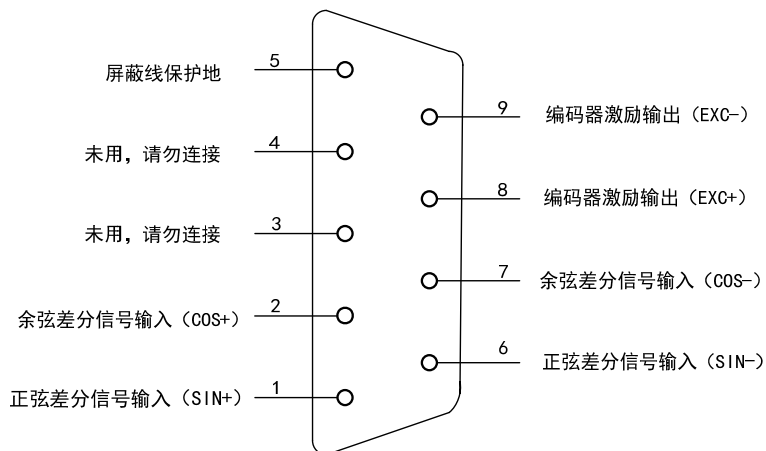 屏蔽线保护地 5
9 编码器激励输出（EXC-）
未用，请勿连接 4
8 编码器激励输出（EXC+）
未用，请勿连接 3
7 余弦差分信号输入（COS-）
余弦差分信号输入（COS+） 2
6 正弦差分信号输入（SIN-）
正弦差分信号输入（SIN+） 1